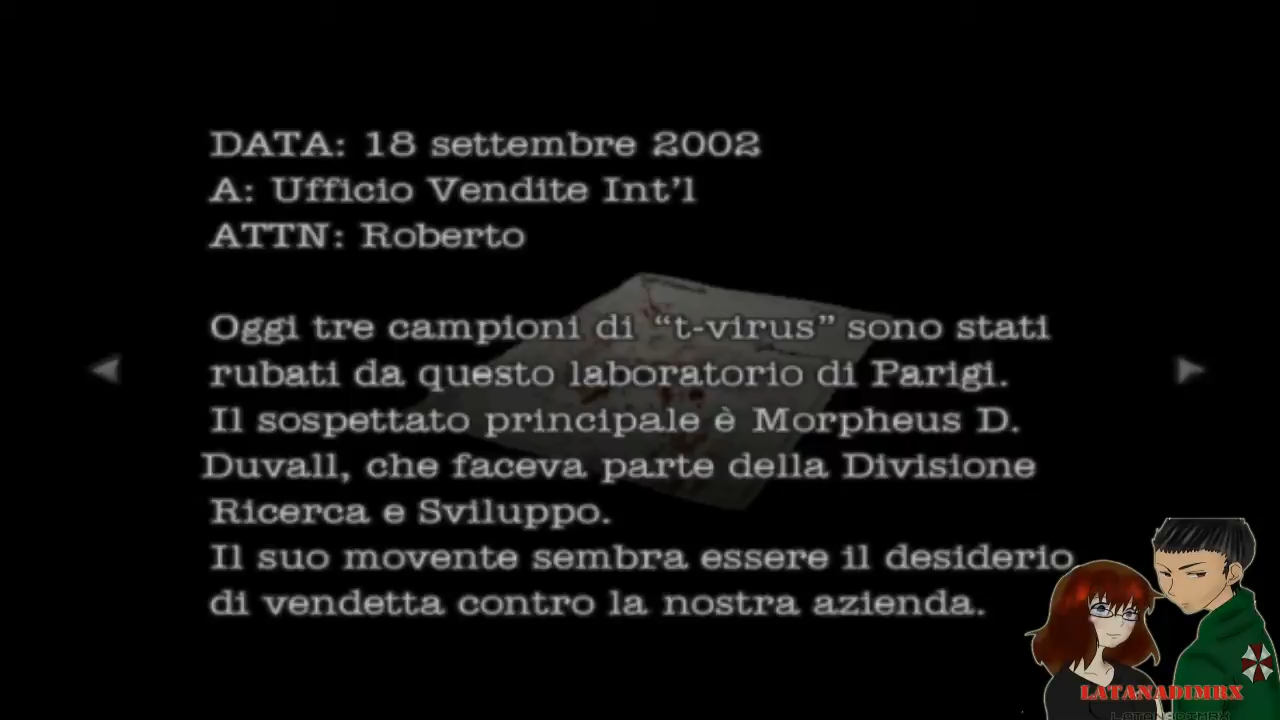 DATA: 18 settembre 2002
A: Ufficio Vendite Int'l
ATTN: Roberto
Oggi tre campioni di “t-virus” sono stati
rubati da questo laboratorio di Parigi.
Il sospettato principale è Morpheus D.
Duvall, che faceva parte della Divisione
Ricerca e Sviluppo.
Il suo movente sembra essere il desiderio
di vendetta contro la nostra azienda.
LATANADIMRX
LATANADIMRX